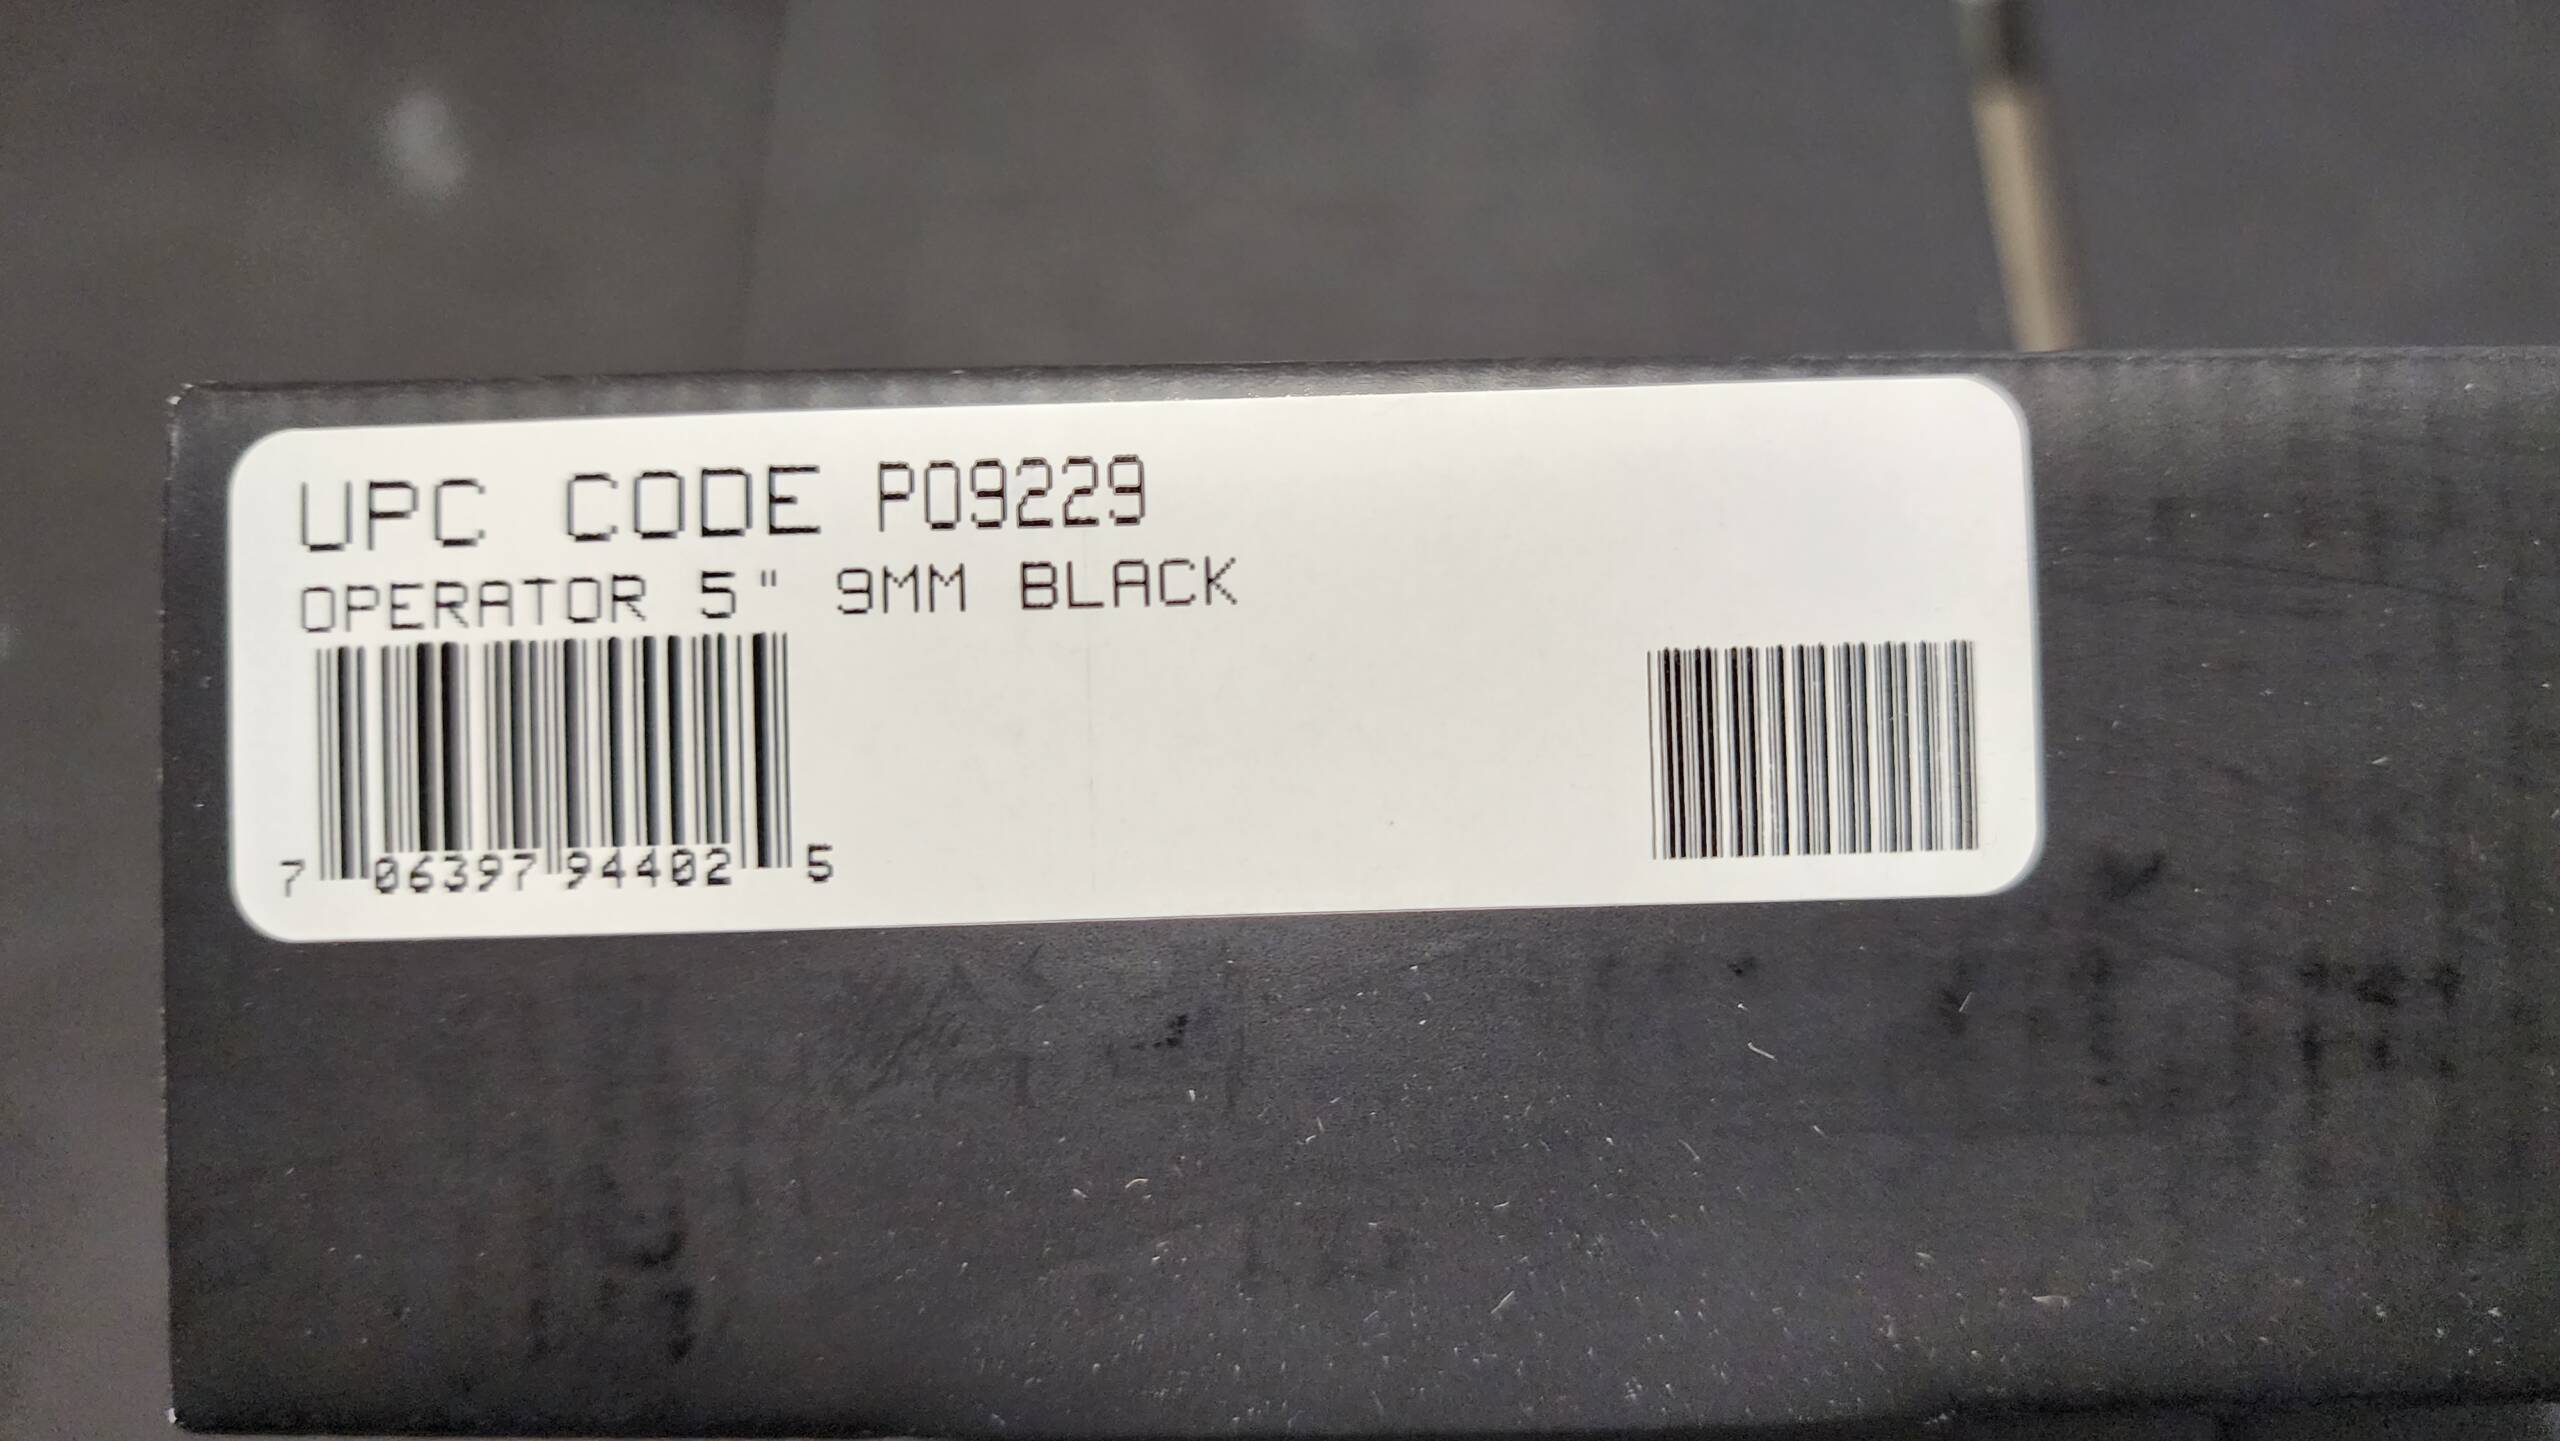 UPC CODE P09229
OPERATOR 5" 9MM BLACK
7 06397 94402 5